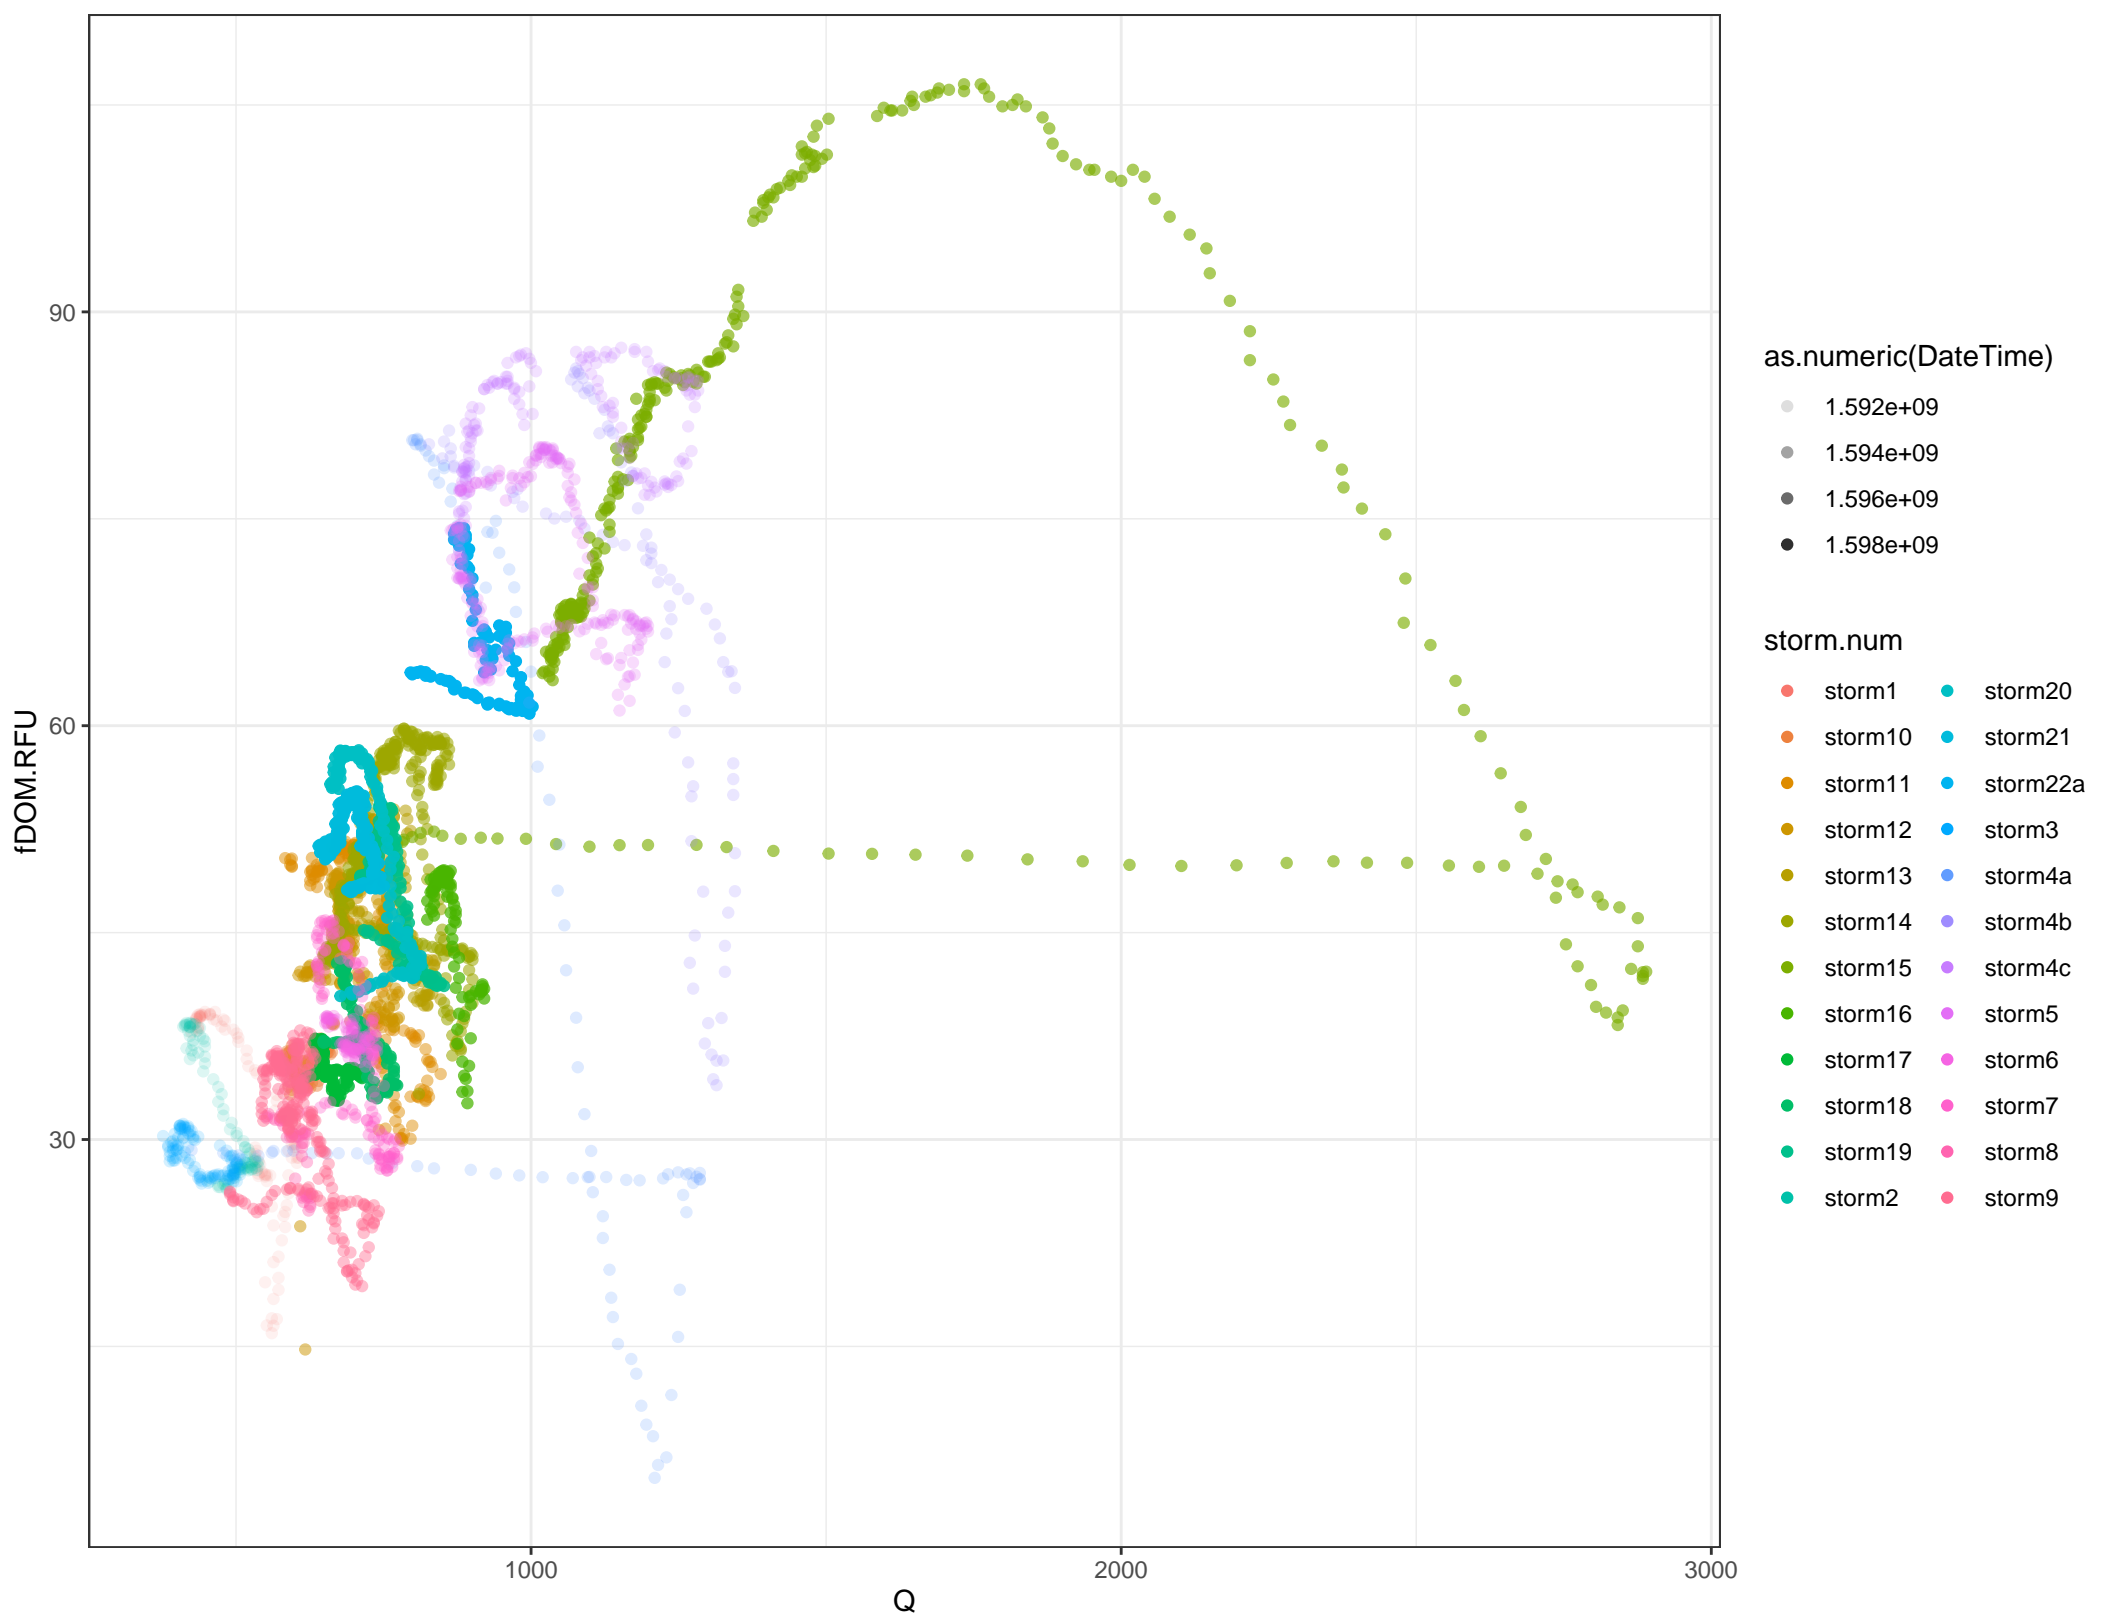 fDOM.RFU
90
60
30
1000
2000
3000
Q
as.numeric(DateTime)
1.592e+09
1.594e+09
1.596e+09
1.598e+09
storm.num
storm1
storm10
storm11
storm12
storm13
storm14
storm15
storm16
storm17
storm18
storm19
storm2
storm20
storm21
storm22a
storm3
storm4a
storm4b
storm4c
storm5
storm6
storm7
storm8
storm9